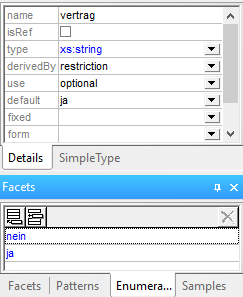 name vertrag
isRef
type xs:string
derivedBy restriction
use optional
default ja
fixed
form
Details SimpleType
Facets
nein
ja
Facets Patterns Enumera... Samples